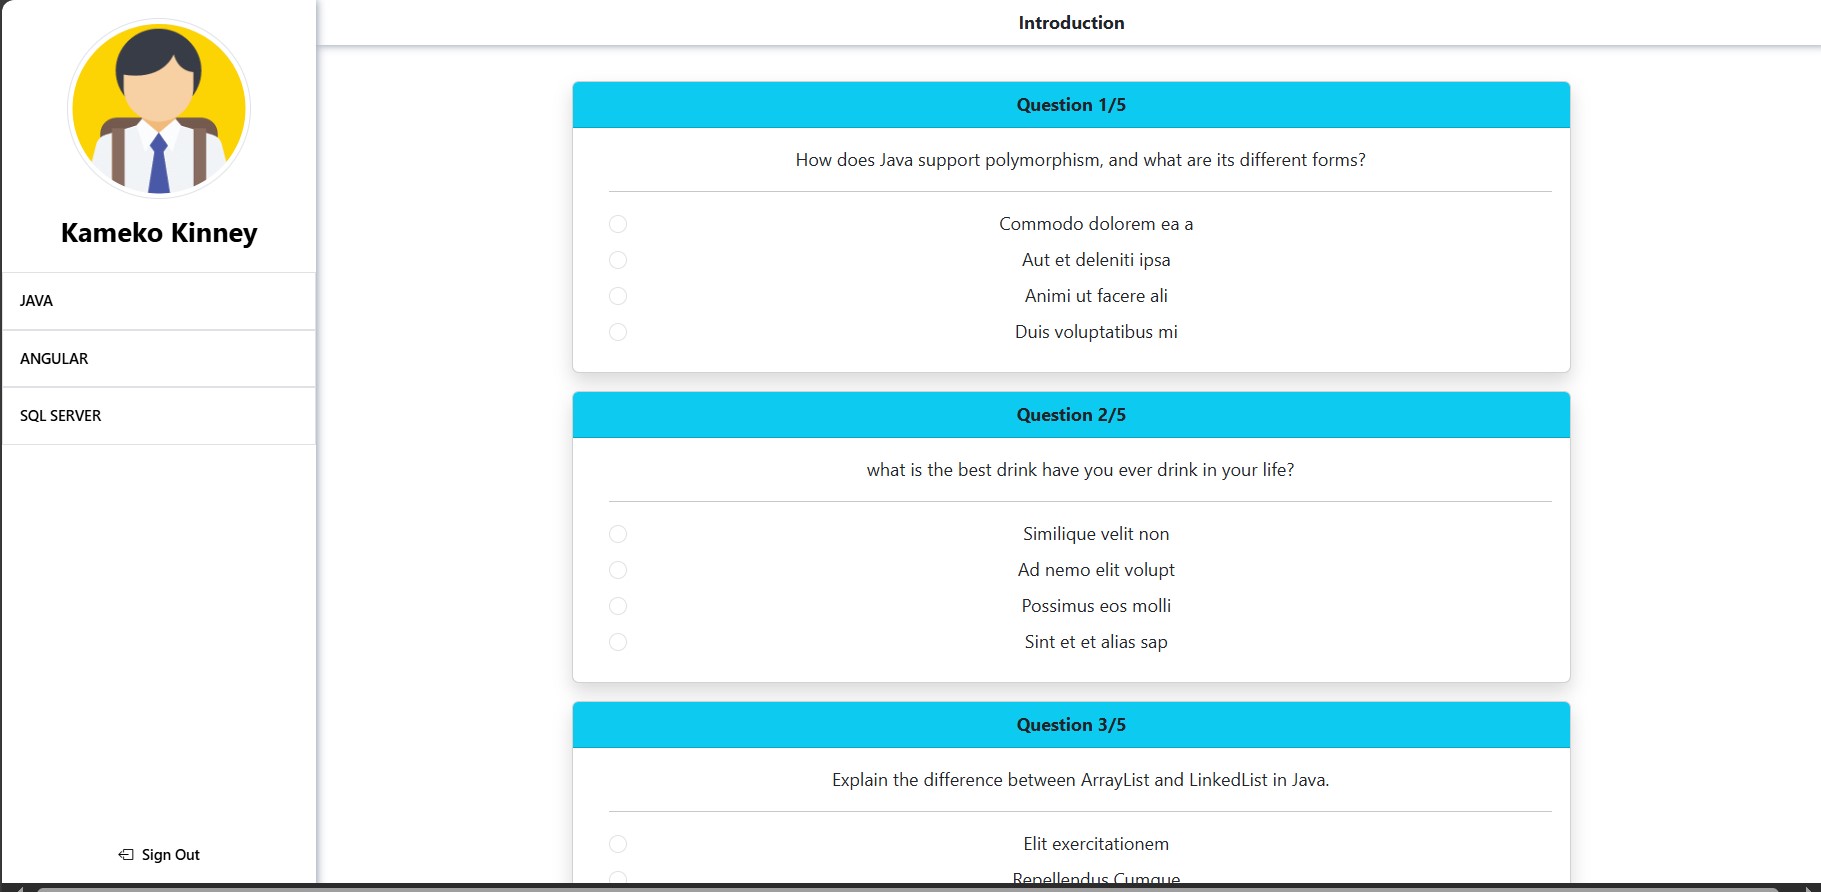 Introduction
Kameko Kinney
JAVA
ANGULAR
SQL SERVER
Sign Out
Question 1/5
How does Java support polymorphism, and what are its different forms?
Commodo dolorem ea a
Aut et deleniti ipsa
Animi ut facere ali
Duis voluptatibus mi
Question 2/5
what is the best drink have you ever drink in your life?
Similique velit non
Ad nemo elit volupt
Possimus eos molli
Sint et et alias sap
Question 3/5
Explain the difference between ArrayList and LinkedList in Java.
Elit exercitationem
Repellendus Cumque